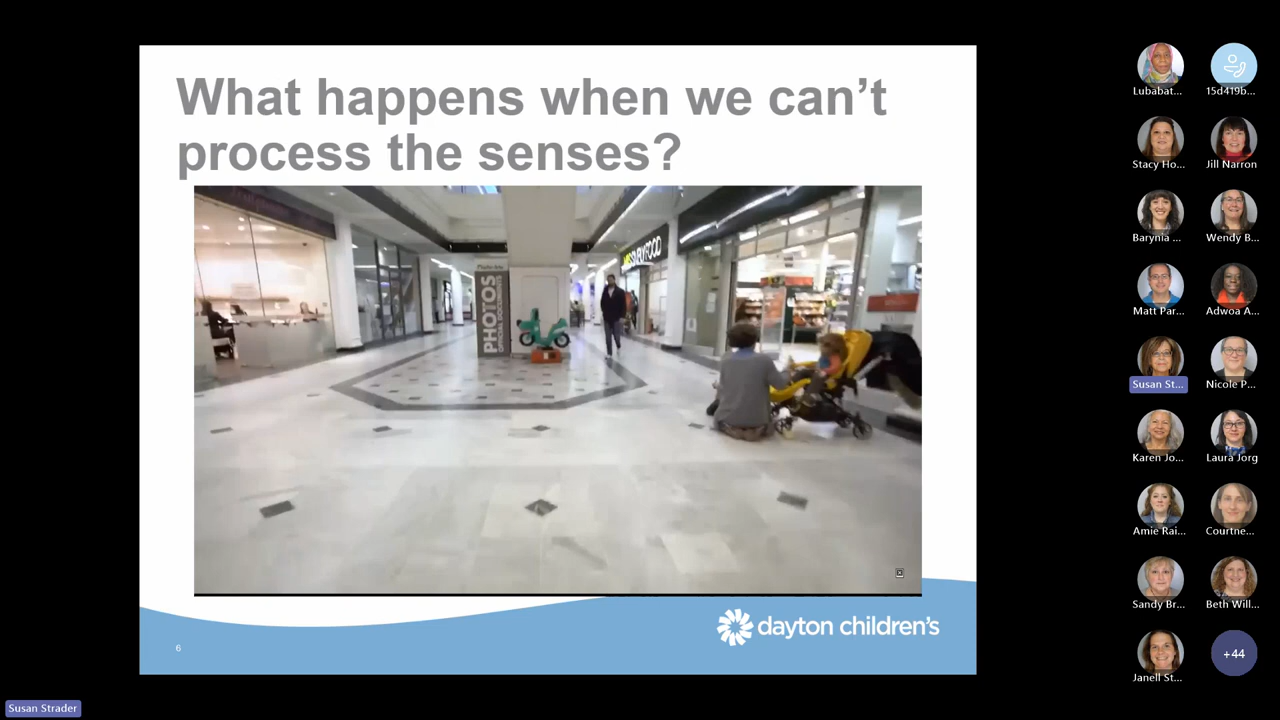 What happens when we can't
process the senses?
PHOTOS
FOOD
6
dayton children's
Lubabat...
15d419b...
Stacy Ho...
Jill Narron
Barynia ...
Wendy B...
Matt Par...
Adwoa A...
Susan St...
Nicole P...
Karen Jo...
Laura Jorg
Amie Rai...
Courtne...
Sandy Br...
Beth Will...
Janell St...
+44
Susan Strader